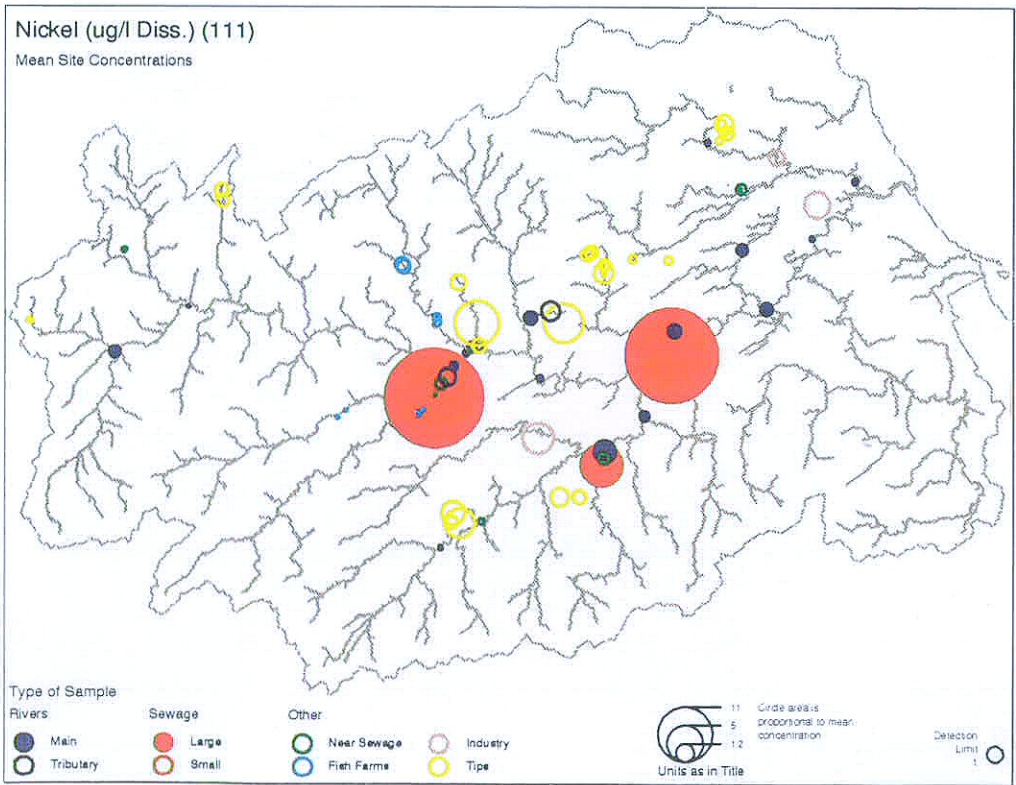 Nickel (ug/l Diss.) (111)
Mean Site Concentrations
Type of Sample
Rivers
Main
Tributary
Sewage
Large
Small
Other
Near Sewage
Fish Farms
Industry
Tips
11
5
1.2
Units as in Title
Circle area is
proportional to mean
concentration
Detection
Limit
1